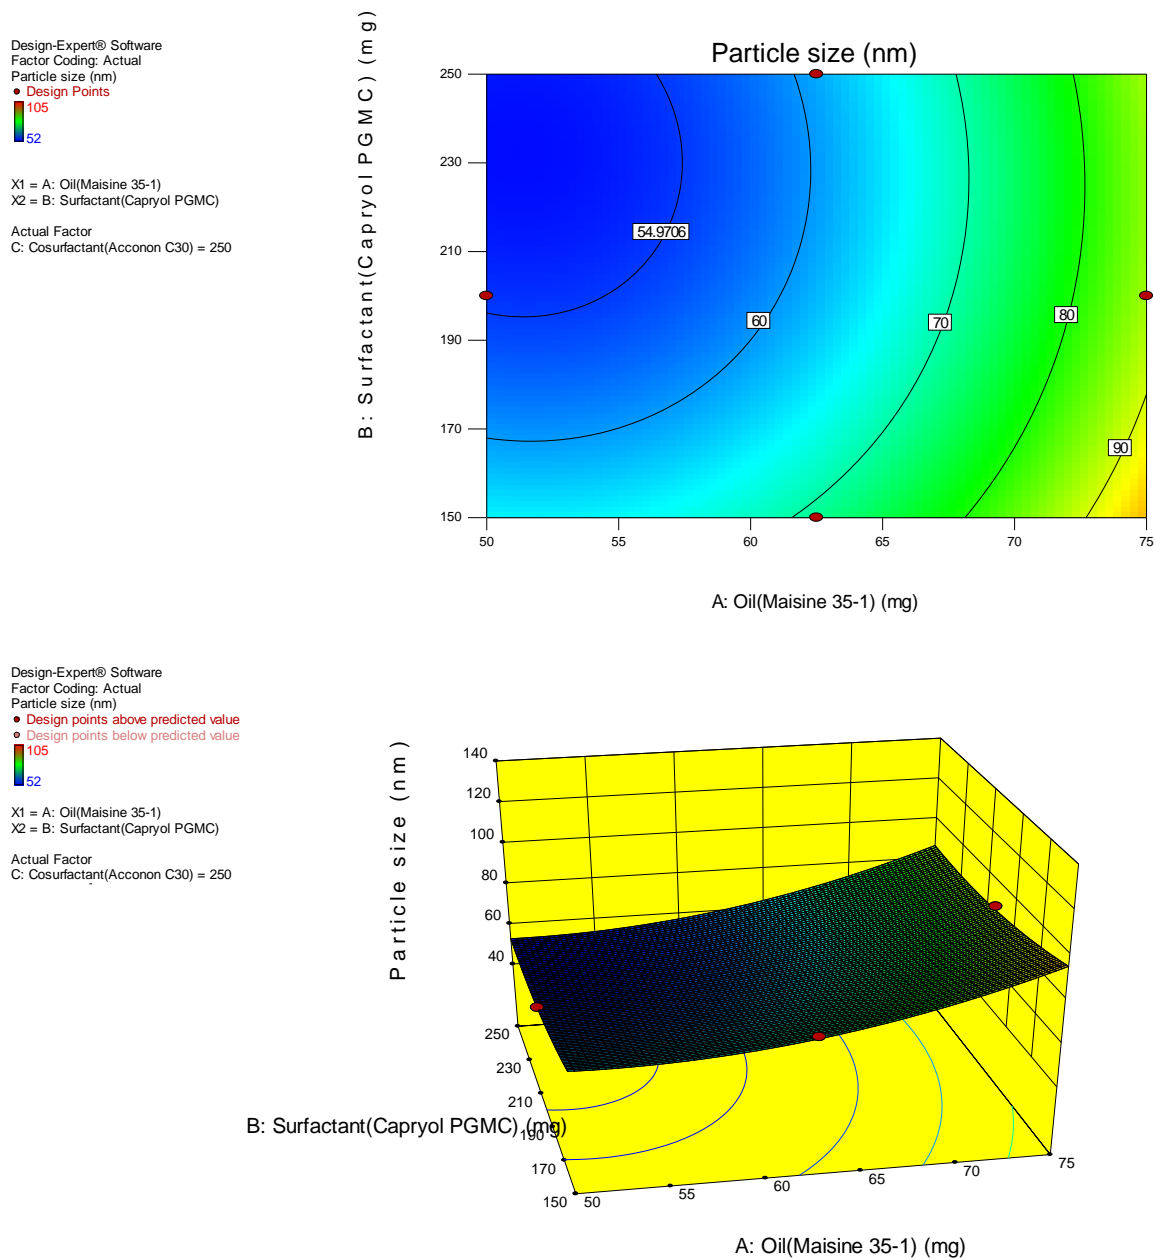 Design-Expert® Software
Factor Coding: Actual
Particle size (nm)
Design Points
105
52
X1 = A: Oil(Maisine 35-1)
X2 = B: Surfactant(Capryol PGMC)
Actual Factor
C: Cosurfactant(Acconon C30) = 250
Particle size (nm)
B: Surfactant(Capryol PGMC) (mg)
250
230
210
190
170
150
54.9706
60
70
80
90
50
55
60
65
70
75
A: Oil(Maisine 35-1) (mg)
Design-Expert® Software
Factor Coding: Actual
Particle size (nm)
Design points above predicted value
Design points below predicted value
105
52
X1 = A: Oil(Maisine 35-1)
X2 = B: Surfactant(Capryol PGMC)
Actual Factor
C: Cosurfactant(Acconon C30) = 250
Particle size (nm)
140
120
100
80
60
40
250
230
210
190
170
150
B: Surfactant(Capryol PGMC) (mg)
50
55
60
65
70
75
A: Oil(Maisine 35-1) (mg)